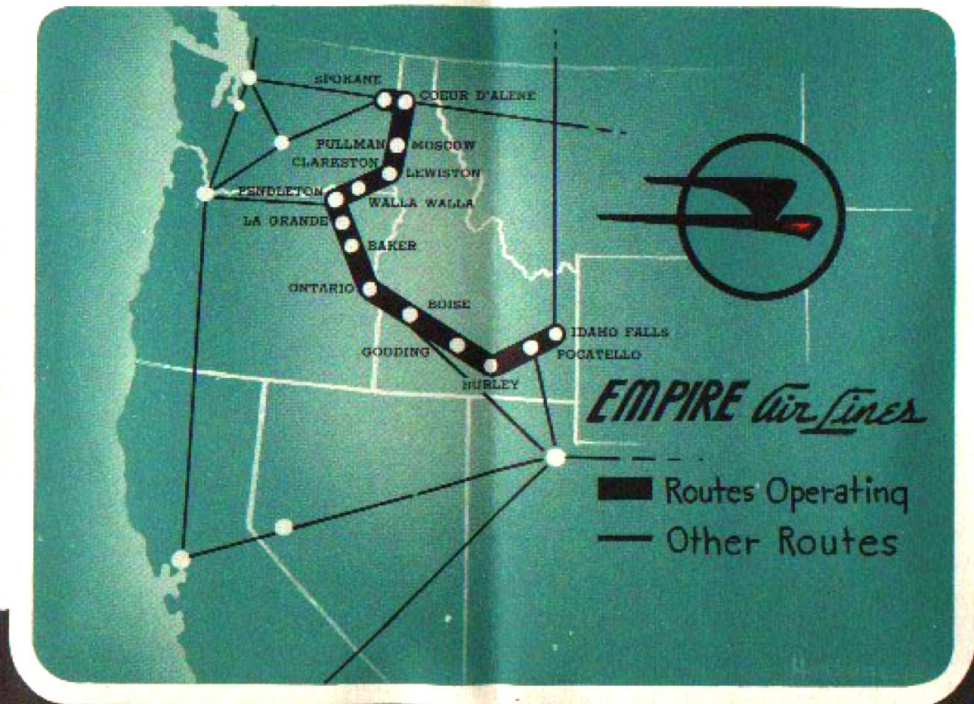 SPOKANE
COEUR D'ALENE
PULLMAN
MOSCOW
CLARKSTON
LEWISTON
PENDLETON
WALLA WALLA
LA GRANDE
BAKER
ONTARIO
BOISE
IDAHO FALLS
GOODING
POCATELLO
BURLEY
EMPIRE Air Lines
Routes Operating
Other Routes